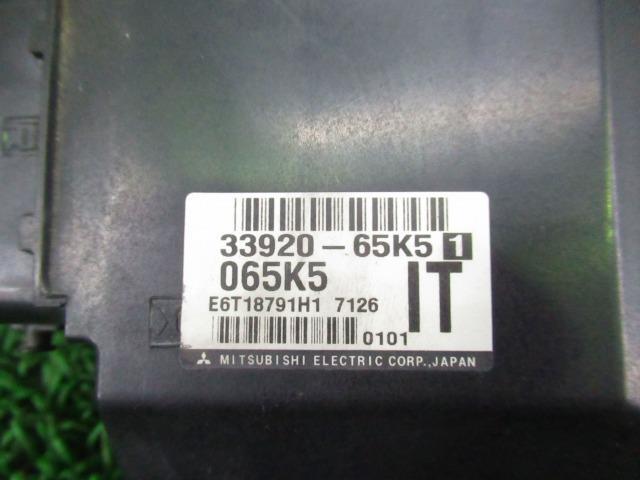 33920-65K5 1
065K5
IT
E6T18791H1 7126
0101
MITSUBISHI ELECTRIC CORP.,JAPAN